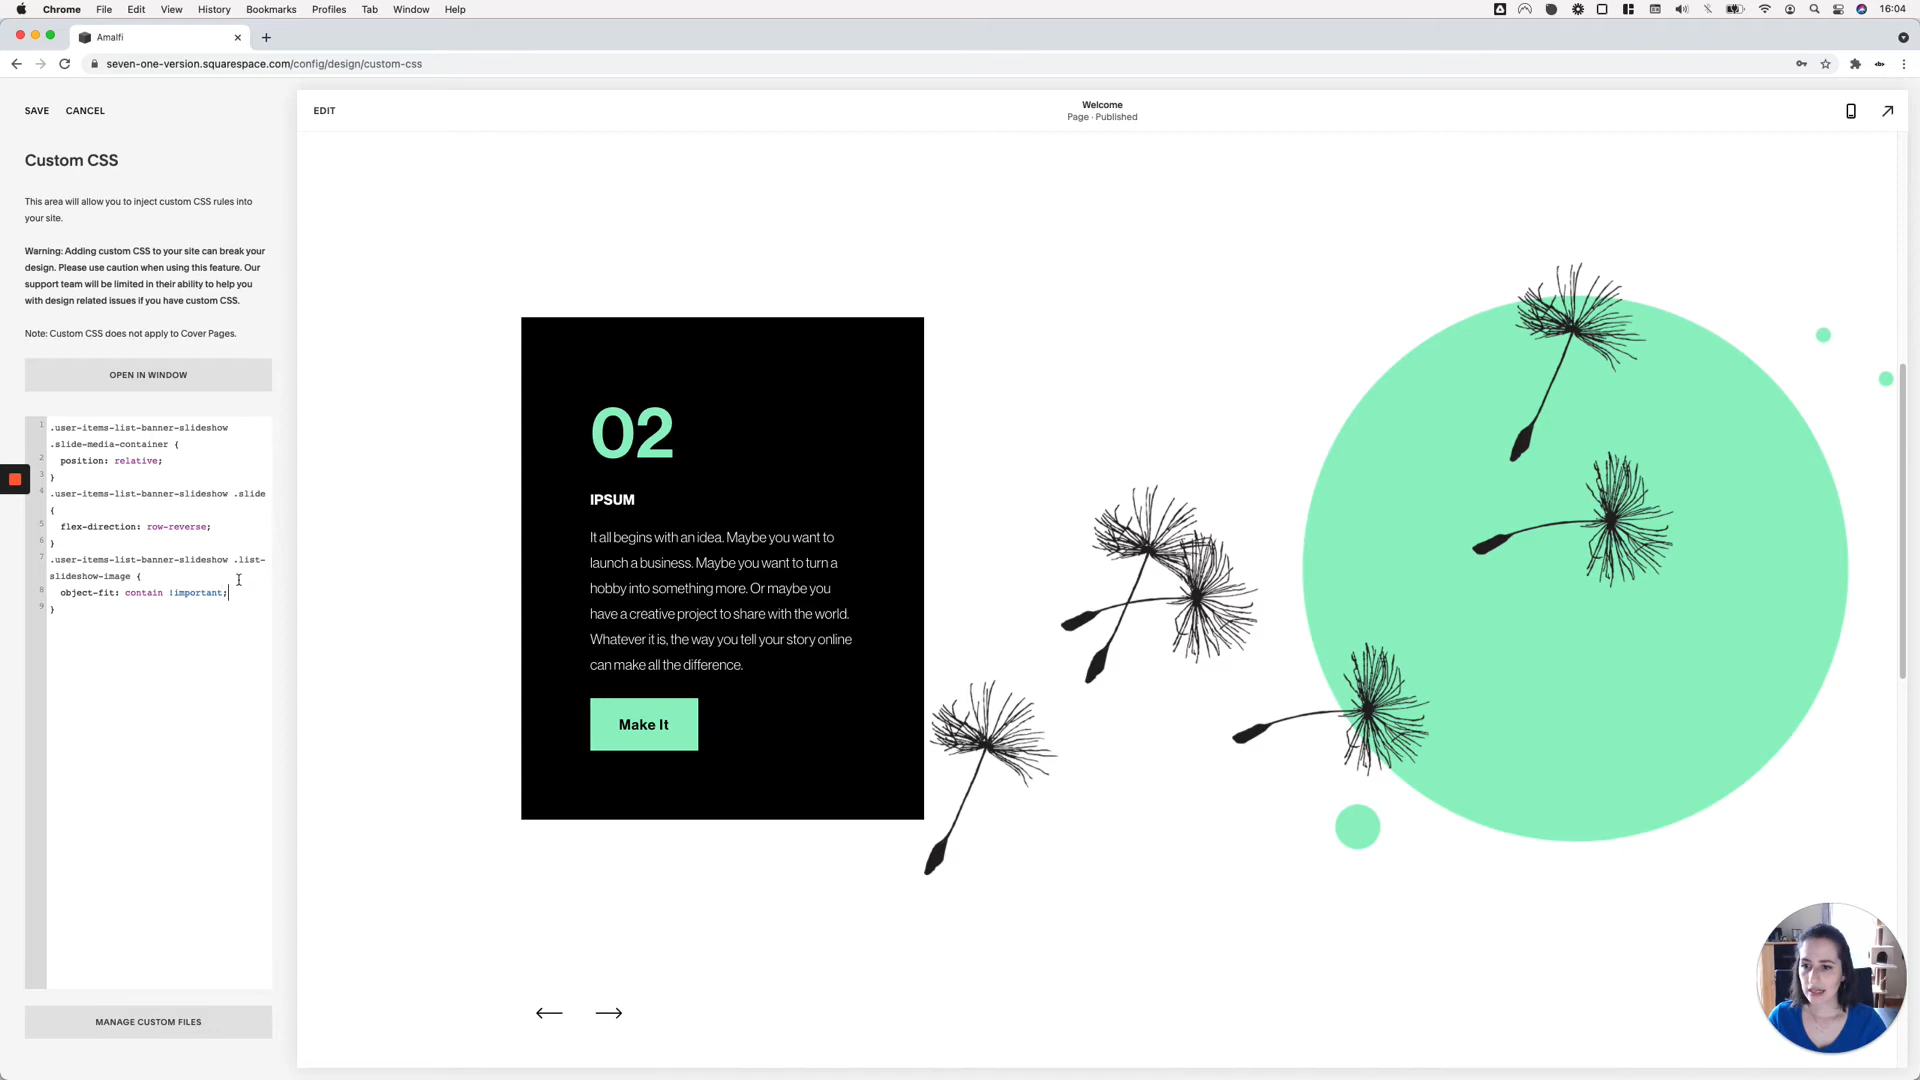 Chrome File Edit View History Bookmarks Profiles Tab Window Help 16:04
Amalfi
seven-one-version.squarespace.com/config/design/custom-css
SAVE CANCEL
EDIT
Welcome
Page · Published
Custom CSS
This area will allow you to inject custom CSS rules into
your site.
Warning: Adding custom CSS to your site can break your
design. Please use caution when using this feature. Our
support team will be limited in their ability to help you
with design related issues if you have custom CSS.
Note: Custom CSS does not apply to Cover Pages.
OPEN IN WINDOW
1 .user-items-list-banner-slideshow
.slide-media-container {
2 position: relative;
3 }
4 .user-items-list-banner-slideshow .slide
{
5 flex-direction: row-reverse;
6 }
7 .user-items-list-banner-slideshow .list-
slideshow-image {
8 object-fit: contain !important;
9 }
MANAGE CUSTOM FILES
02
IPSUM
It all begins with an idea. Maybe you want to
launch a business. Maybe you want to turn a
hobby into something more. Or maybe you
have a creative project to share with the world.
Whatever it is, the way you tell your story online
can make all the difference.
Make It